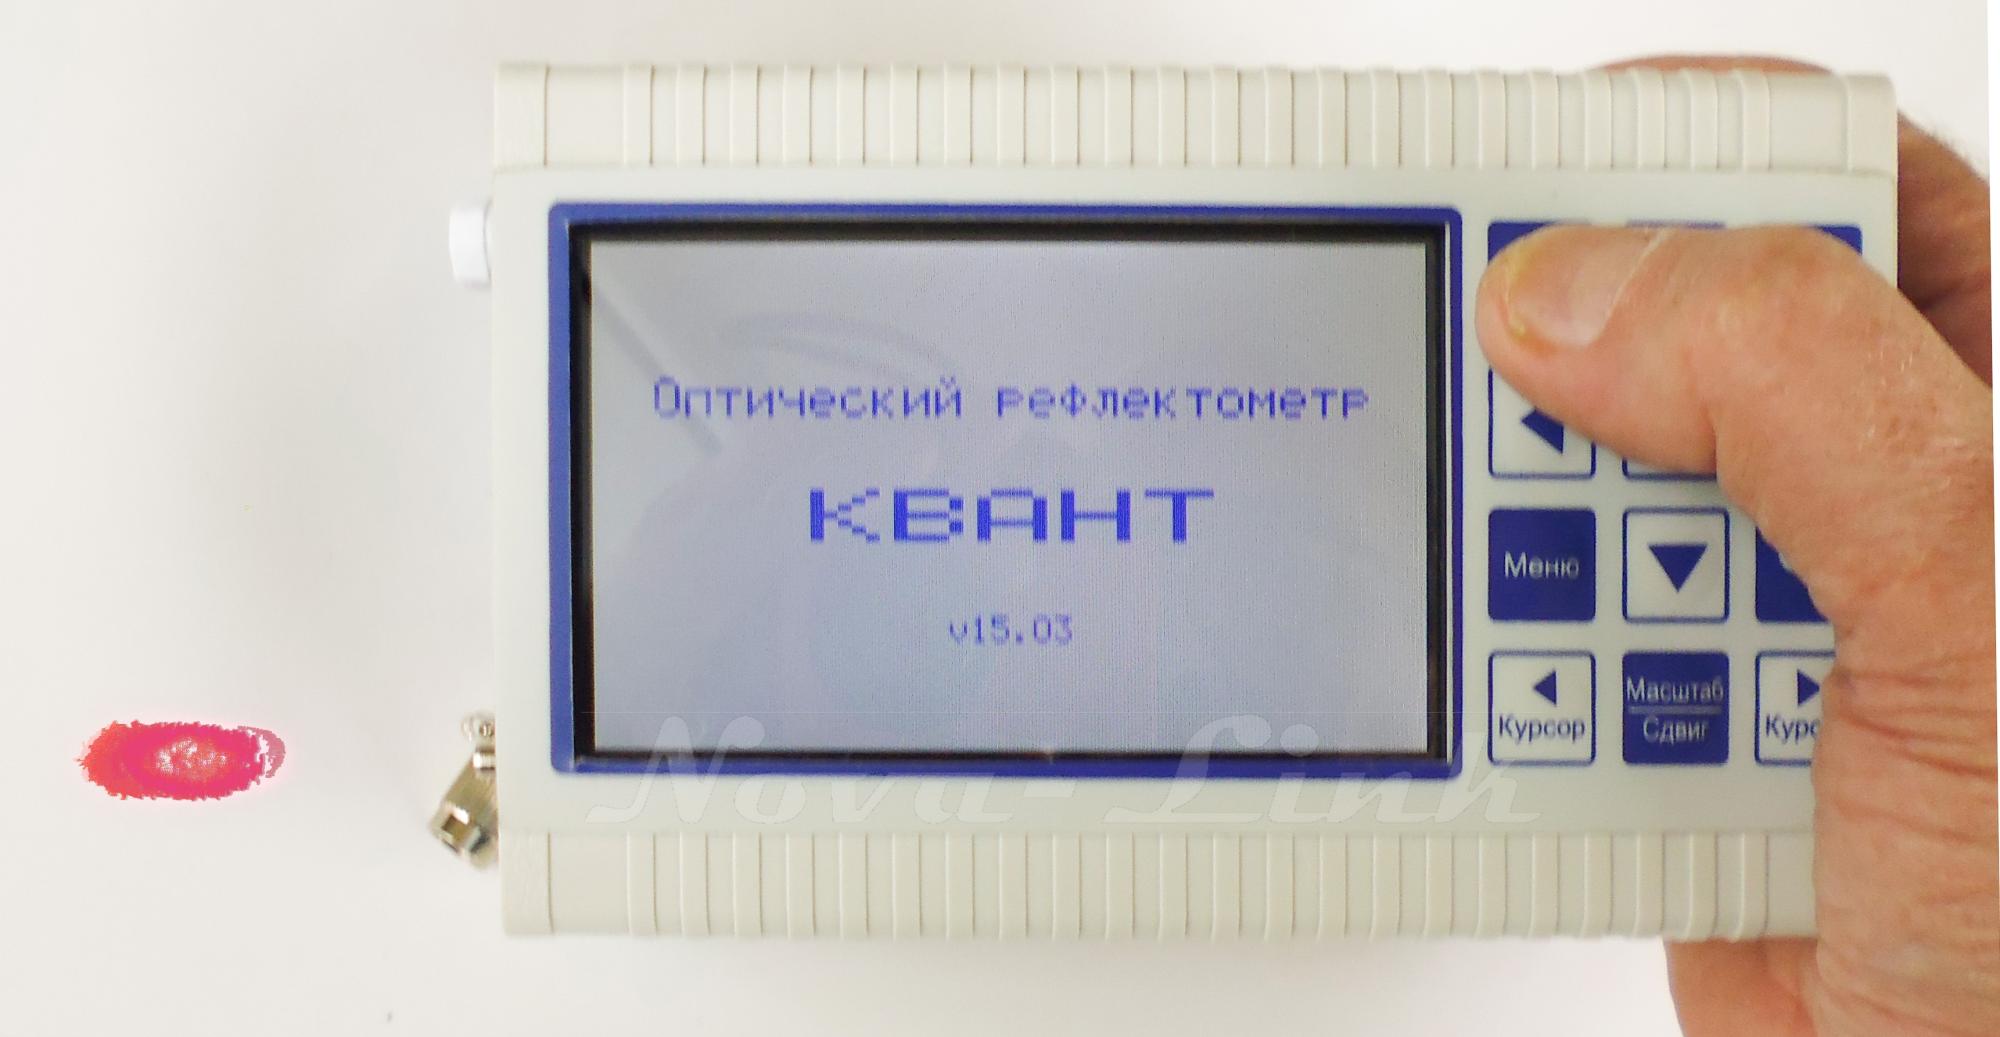 Оптический рефлектометр
КВАНТ
v15.03
Меню
Масштаб
Сдвиг
Курсор
Nova-Link